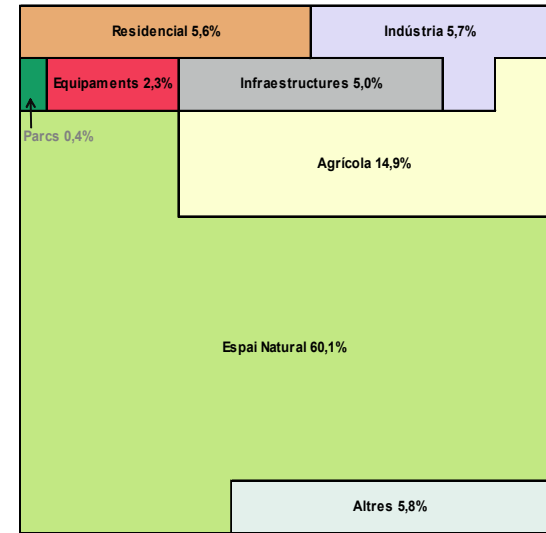 Residencial 5,6%
Indústria 5,7%
Equipaments 2,3%
Infraestructures 5,0%
Parcs 0,4%
Agrícola 14,9%
Espai Natural 60,1%
Altres 5,8%